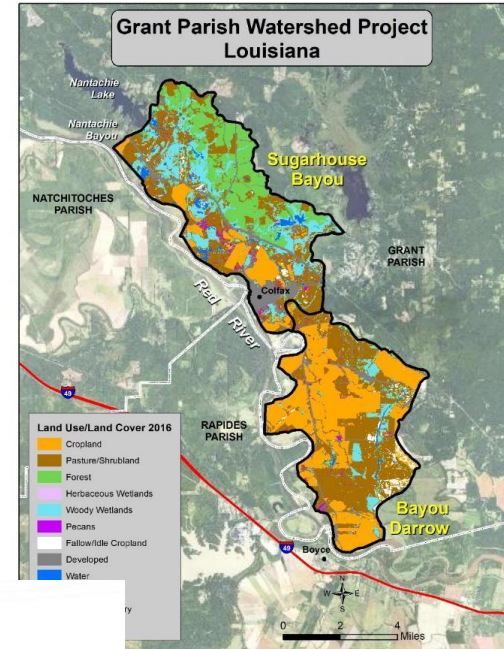 Grant Parish Watershed Project
Louisiana
Nantachie
Lake
Nantachie
Bayou
Sugarhouse
Bayou
NATCHITOCHES
PARISH
GRANT
PARISH
Colfax
Red River
49
RAPIDES
PARISH
Land Use/Land Cover 2016
Cropland
Pasture/Shrubland
Forest
Herbaceous Wetlands
Woody Wetlands
Pecans
Fallow/Idle Cropland
Developed
Water
Bayou
Darrow
49
Boyce
N
W E
S
0 2 4
Miles